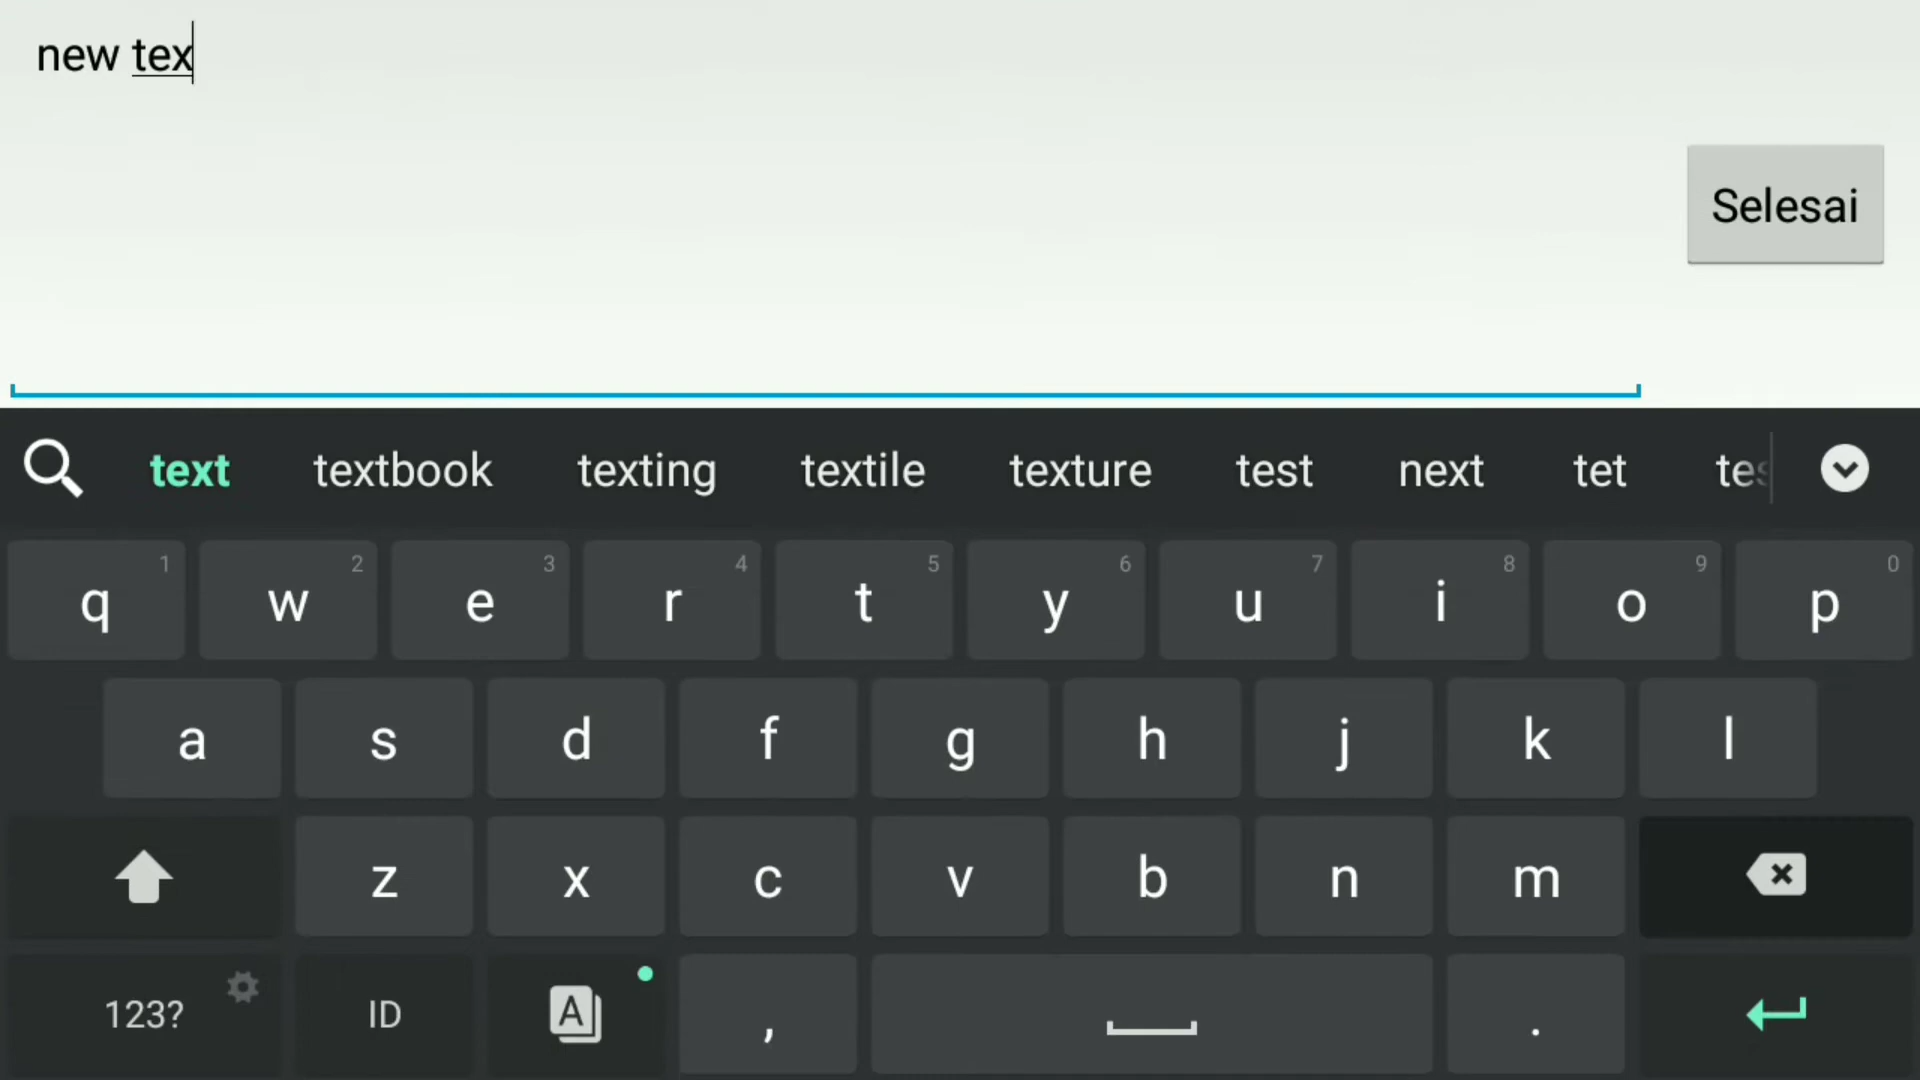 new tex
Selesai
text textbook texting textile texture test next tet
q 1 w 2 e 3 r 4 t 5 y 6 u 7 i 8 o 9 p 0
a s d f g h j k l
z x c v b n m
123? ID A , .